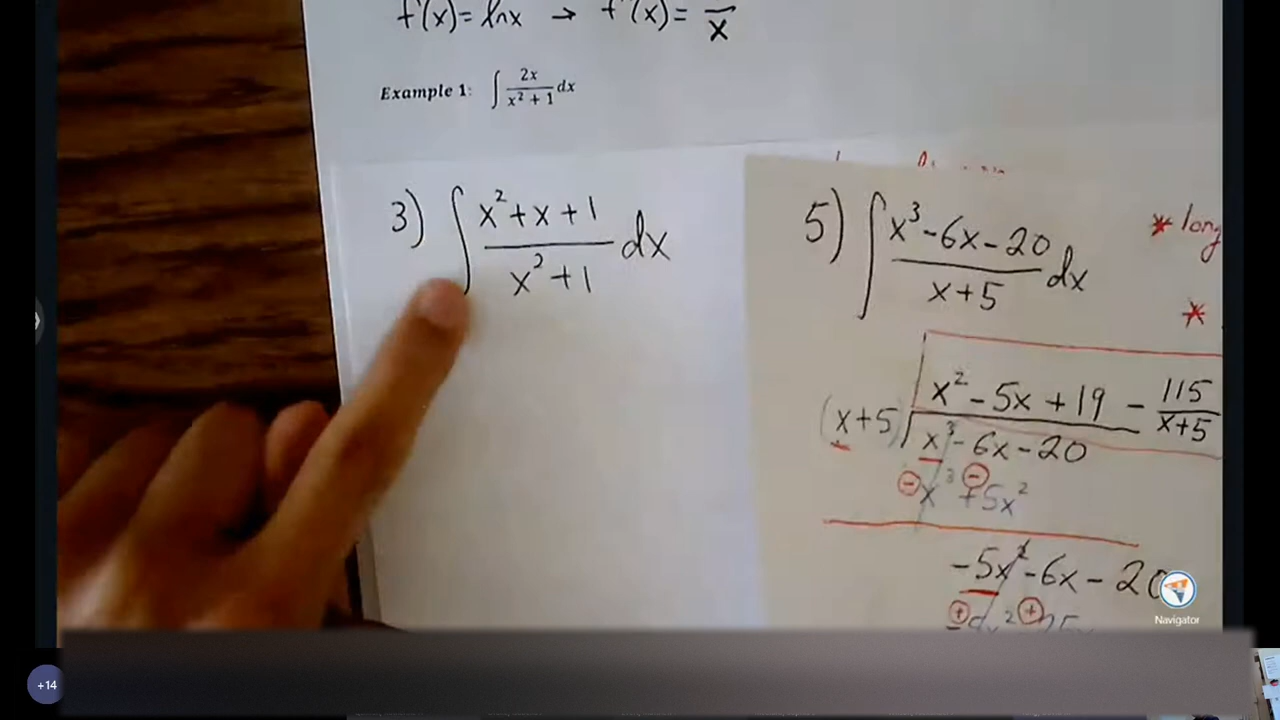 f'(x) = lnx → f'(x) = — / x
Example 1: ∫ 2x / x² + 1 dx
3) ∫ x² + x + 1 / x² + 1 dx
5) ∫ x³ - 6x - 20 / x + 5 dx
* long
*
x² - 5x + 19 - 115 / x+5
(x+5) x³ - 6x - 20
⊖ x³ ⊖ +5x²
-5x² - 6x - 20
⊕ ⊕
Navigator
+14